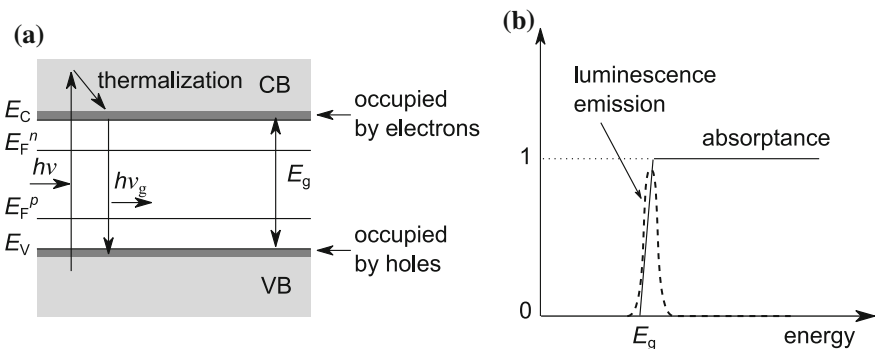 (a)
thermalization
CB
E_C
occupied
by electrons
E_F^n
hν
hν_g
E_g
E_F^p
E_V
occupied
by holes
VB
(b)
luminescence
emission
absorptance
1
0
E_g
energy